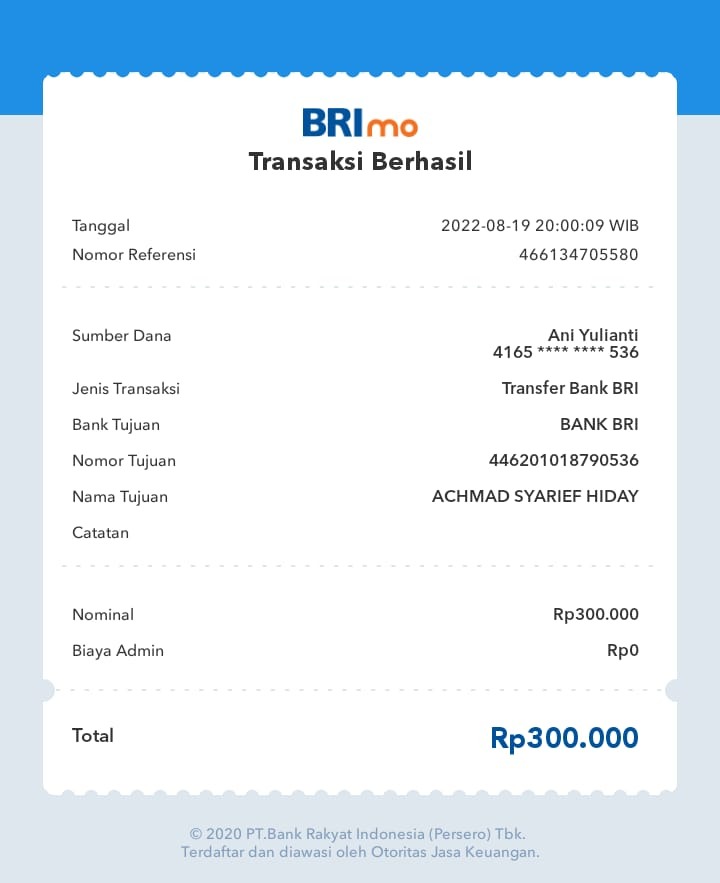 BRImo
Transaksi Berhasil
Tanggal 2022-08-19 20:00:09 WIB
Nomor Referensi 466134705580
Sumber Dana Ani Yulianti
4165 **** **** 536
Jenis Transaksi Transfer Bank BRI
Bank Tujuan BANK BRI
Nomor Tujuan 446201018790536
Nama Tujuan ACHMAD SYARIEF HIDAY
Catatan
Nominal Rp300.000
Biaya Admin Rp0
Total Rp300.000
© 2020 PT.Bank Rakyat Indonesia (Persero) Tbk.
Terdaftar dan diawasi oleh Otoritas Jasa Keuangan.